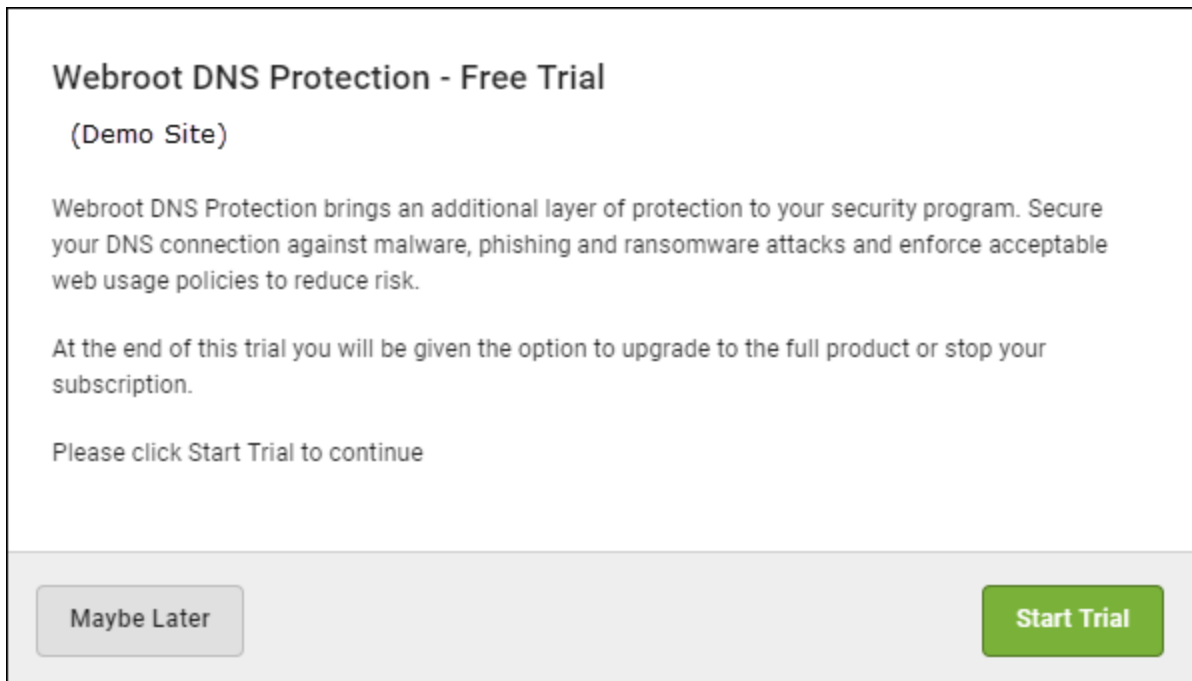 Webroot DNS Protection - Free Trial
(Demo Site)
Webroot DNS Protection brings an additional layer of protection to your security program. Secure
your DNS connection against malware, phishing and ransomware attacks and enforce acceptable
web usage policies to reduce risk.
At the end of this trial you will be given the option to upgrade to the full product or stop your
subscription.
Please click Start Trial to continue
Maybe Later
Start Trial